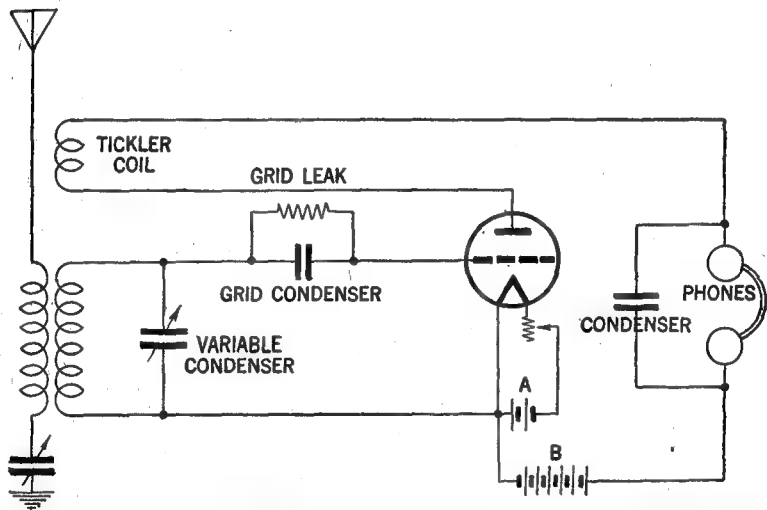 TICKLER
COIL
GRID LEAK
GRID CONDENSER
VARIABLE
CONDENSER
CONDENSER
PHONES
A
B